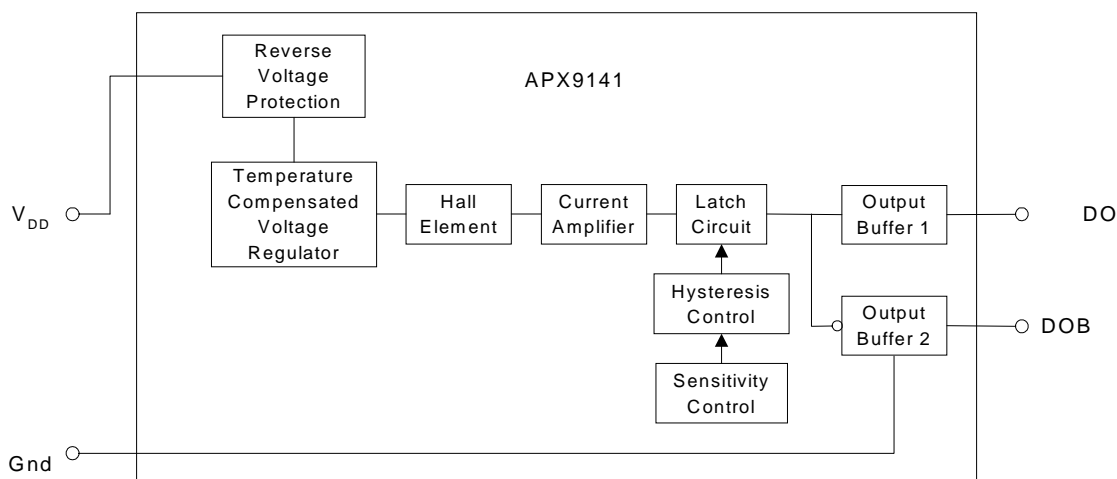 Reverse
Voltage
Protection
APX9141
Temperature
Compensated
Voltage
Regulator
Hall
Element
Current
Amplifier
Latch
Circuit
Output
Buffer 1
V_DD
DO
Hysteresis
Control
Output
Buffer 2
DOB
Sensitivity
Control
Gnd